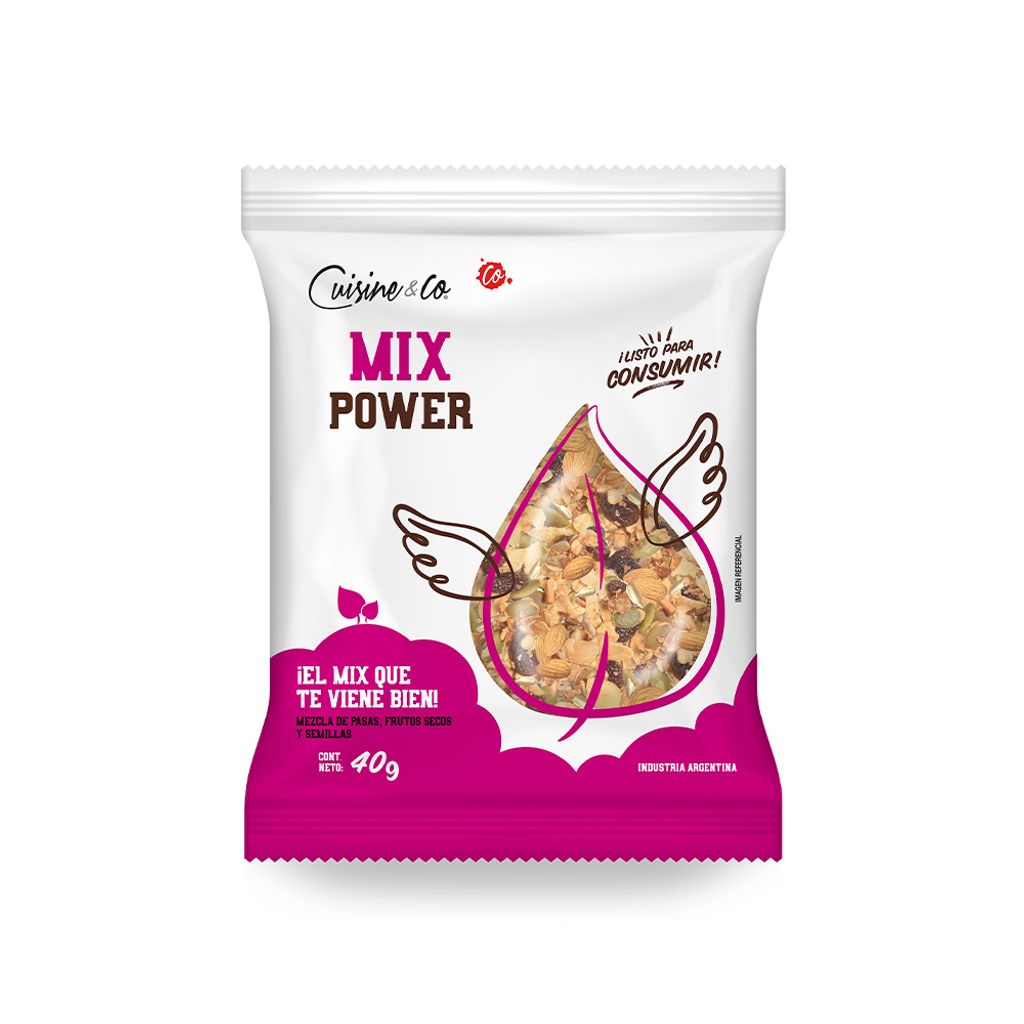 Cuisine & Co®
Co.
MIX
POWER
¡LISTO PARA
CONSUMIR!
IMAGEN REFERENCIAL
¡EL MIX QUE
TE VIENE BIEN!
MEZCLA DE PASAS, FRUTOS SECOS
Y SEMILLAS
CONT.
NETO: 40g
INDUSTRIA ARGENTINA